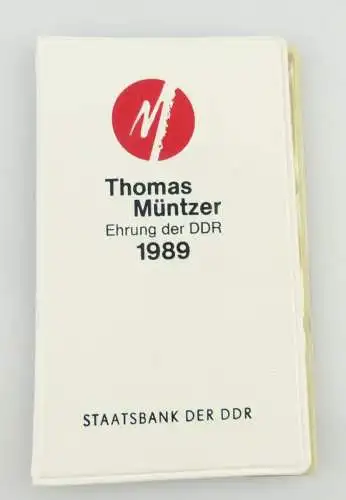 M
Thomas
Müntzer
Ehrung der DDR
1989
STAATSBANK DER DDR